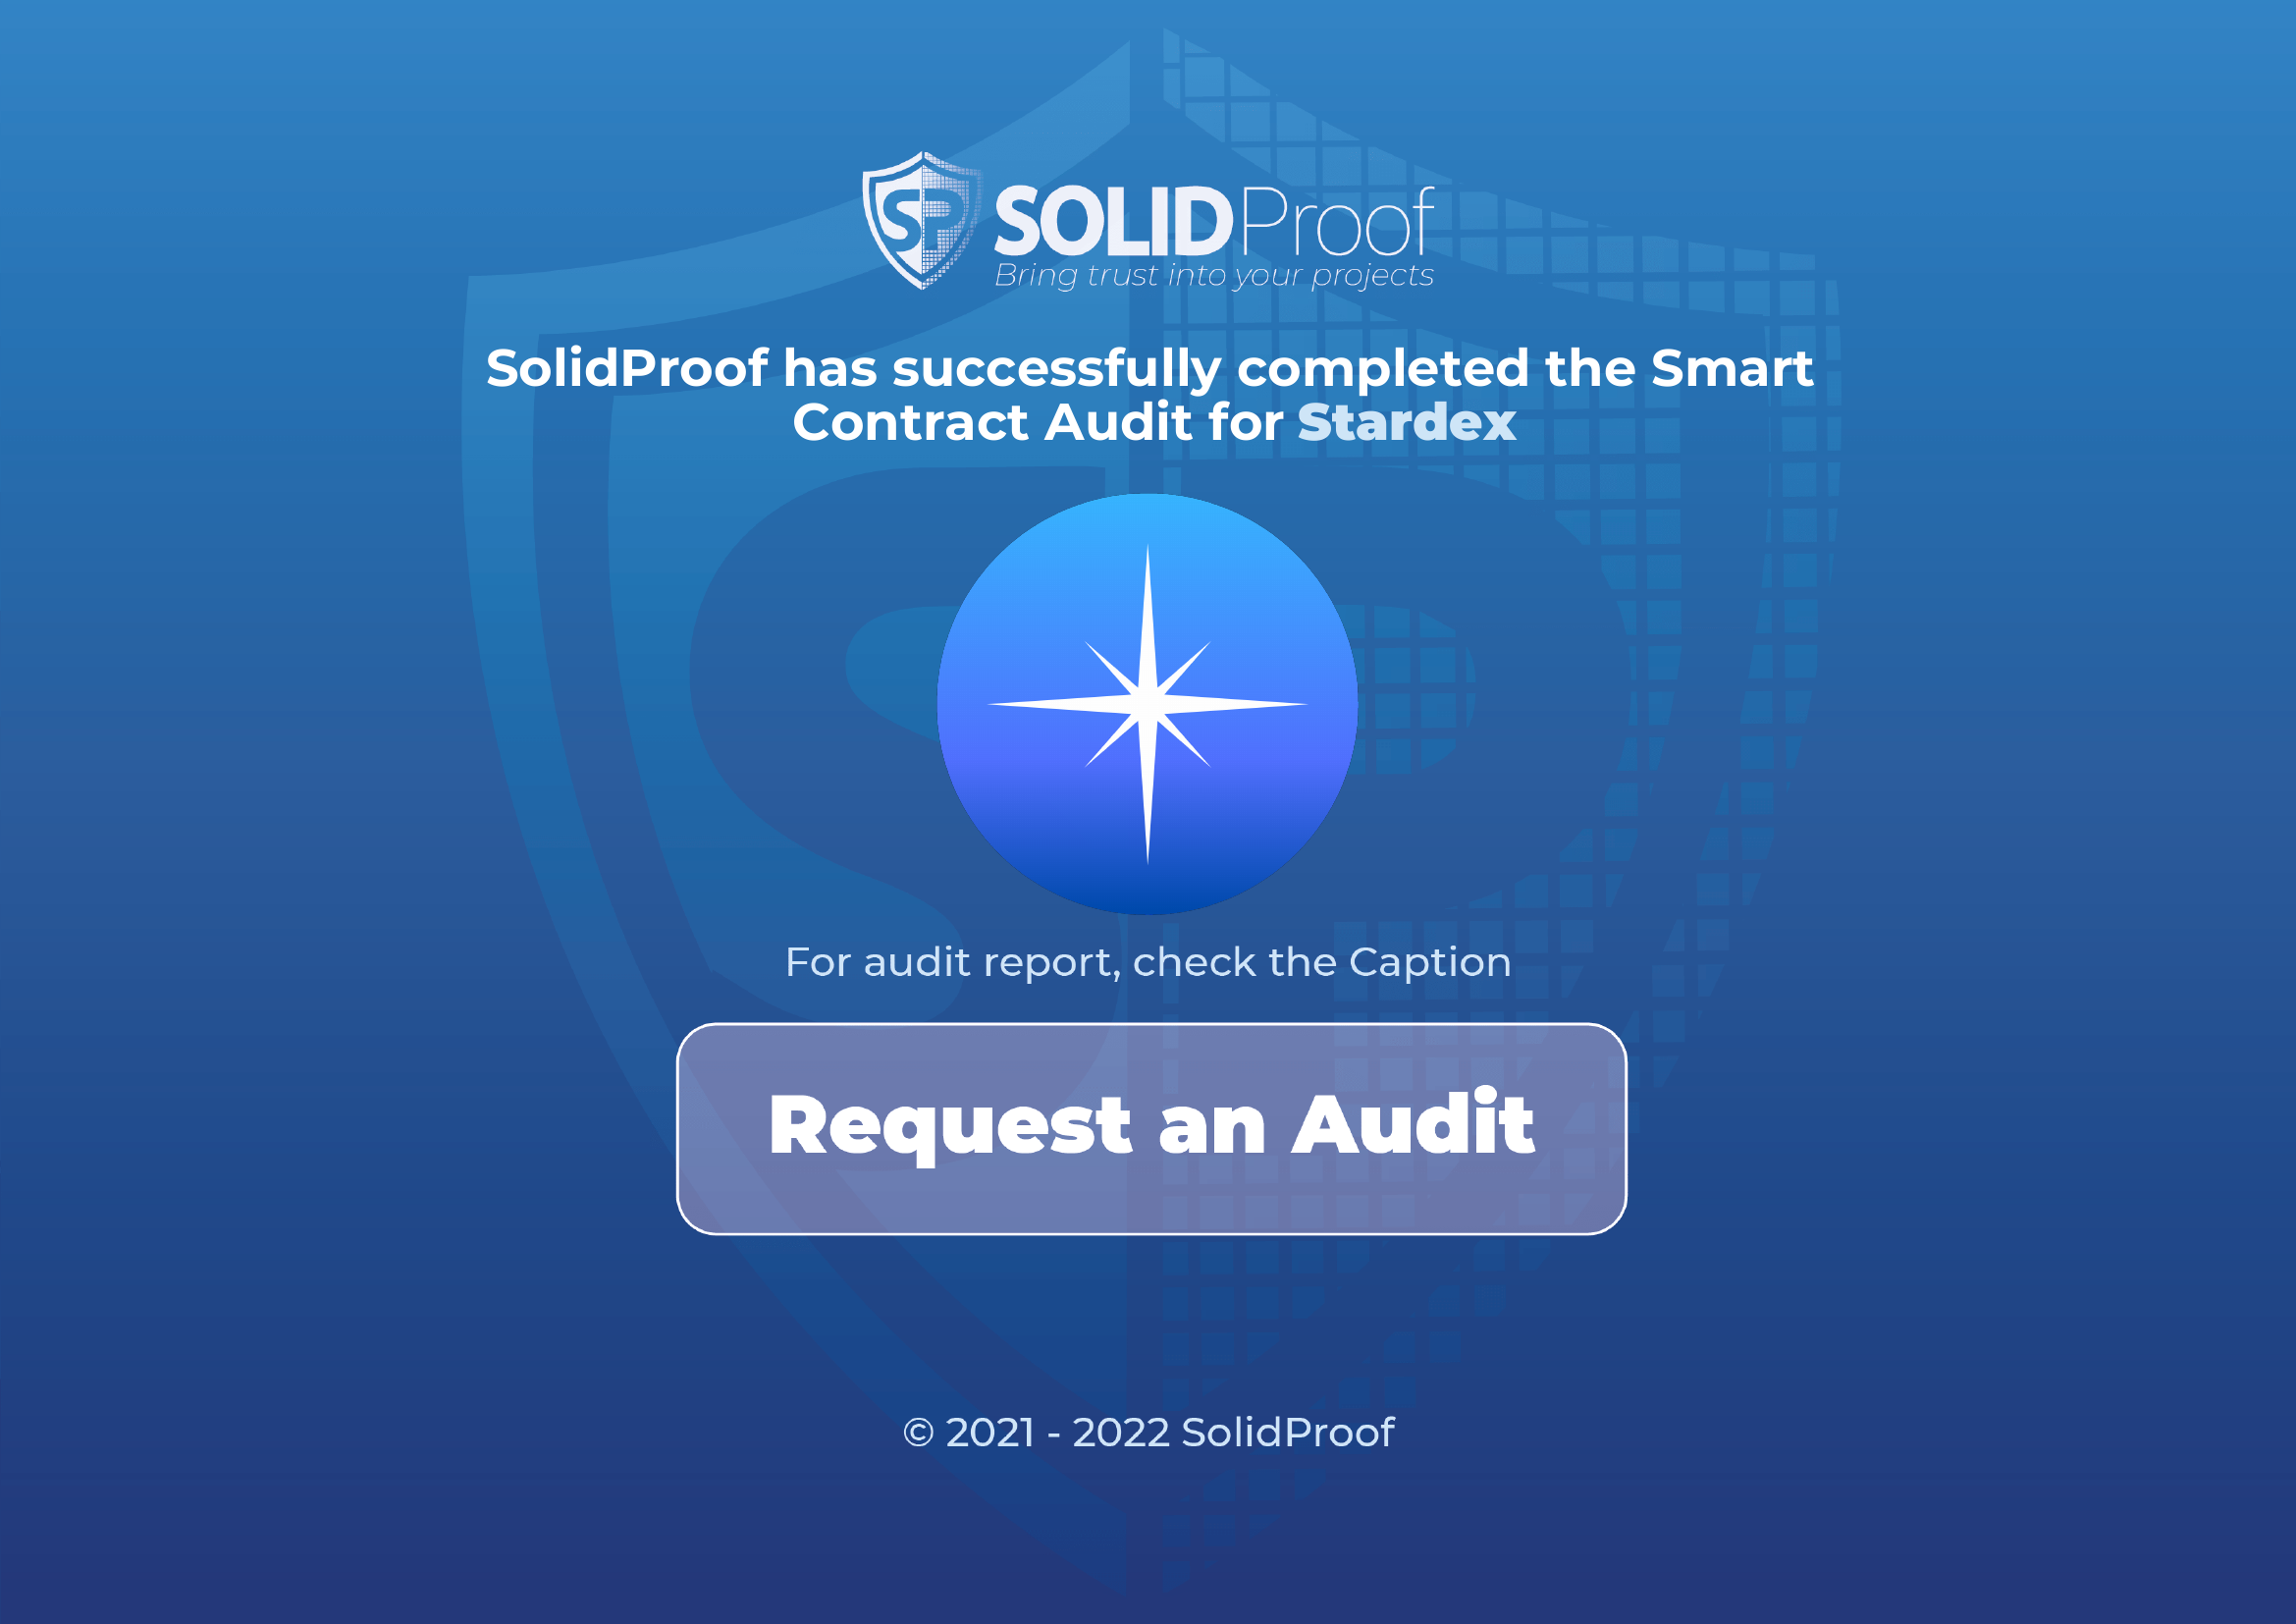 SP SOLIDProof
Bring trust into your projects
SolidProof has successfully completed the Smart
Contract Audit for Stardex
For audit report, check the Caption
Request an Audit
© 2021 - 2022 SolidProof